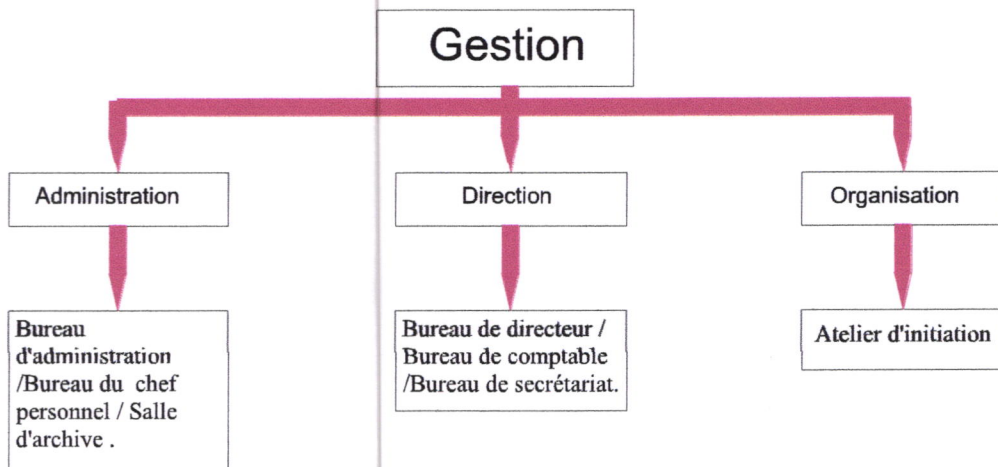 Gestion
Administration
Direction
Organisation
Bureau
d'administration
/Bureau du chef
personnel / Salle
d'archive .
Bureau de directeur /
Bureau de comptable
/Bureau de secrétariat.
Atelier d'initiation